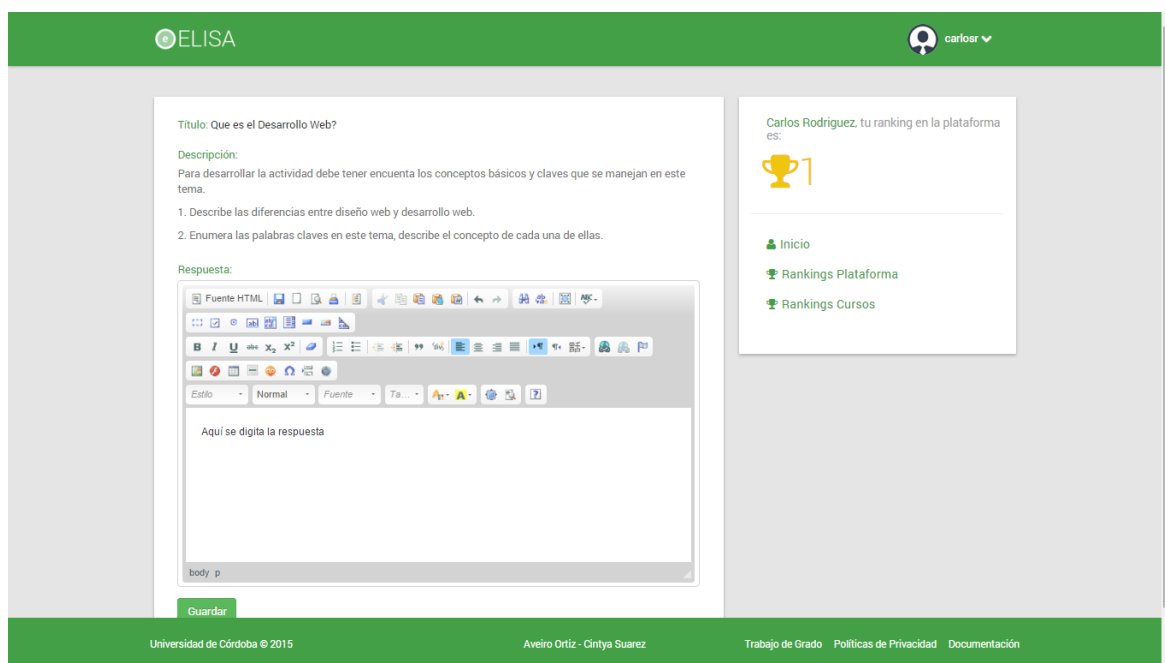 ELISA
carlosr
Título: Que es el Desarrollo Web?
Descripción:
Para desarrollar la actividad debe tener encuenta los conceptos básicos y claves que se manejan en este
tema.
1. Describe las diferencias entre diseño web y desarrollo web.
2. Enumera las palabras claves en este tema, describe el concepto de cada una de ellas.
Respuesta:
Fuente HTML
B I U abc X₂ X²
Estilo Normal Fuente Ta...
Aquí se digita la respuesta
body p
Guardar
Carlos Rodriguez, tu ranking en la plataforma
es:
1
Inicio
Rankings Plataforma
Rankings Cursos
Universidad de Córdoba © 2015 Aveiro Ortiz - Cintya Suarez Trabajo de Grado Políticas de Privacidad Documentación